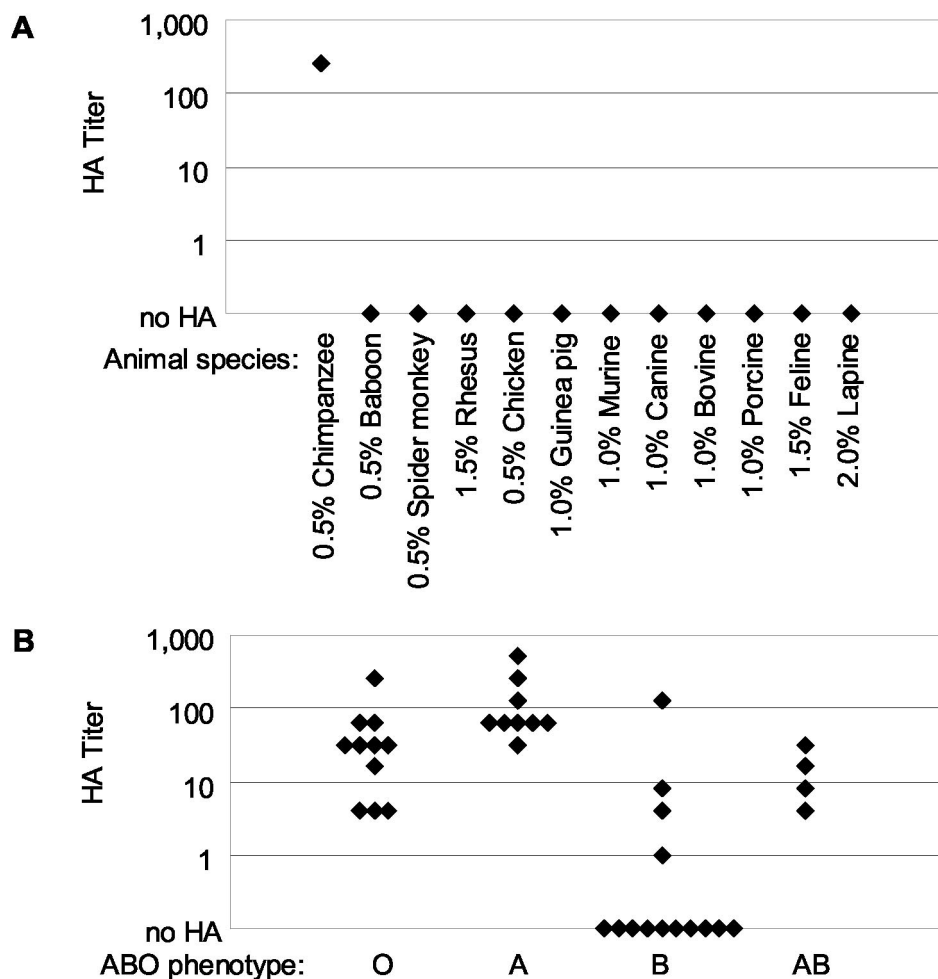 A
HA Titer
1,000
100
10
1
no HA
Animal species:
0.5% Chimpanzee
0.5% Baboon
0.5% Spider monkey
1.5% Rhesus
0.5% Chicken
1.0% Guinea pig
1.0% Murine
1.0% Canine
1.0% Bovine
1.0% Porcine
1.5% Feline
2.0% Lapine
B
HA Titer
1,000
100
10
1
no HA
ABO phenotype: O A B AB